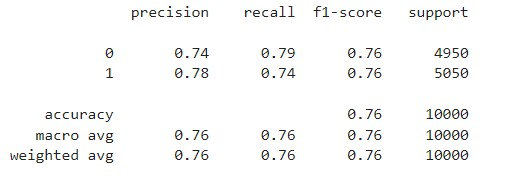 precision recall f1-score support
0 0.74 0.79 0.76 4950
1 0.78 0.74 0.76 5050
accuracy 0.76 10000
macro avg 0.76 0.76 0.76 10000
weighted avg 0.76 0.76 0.76 10000